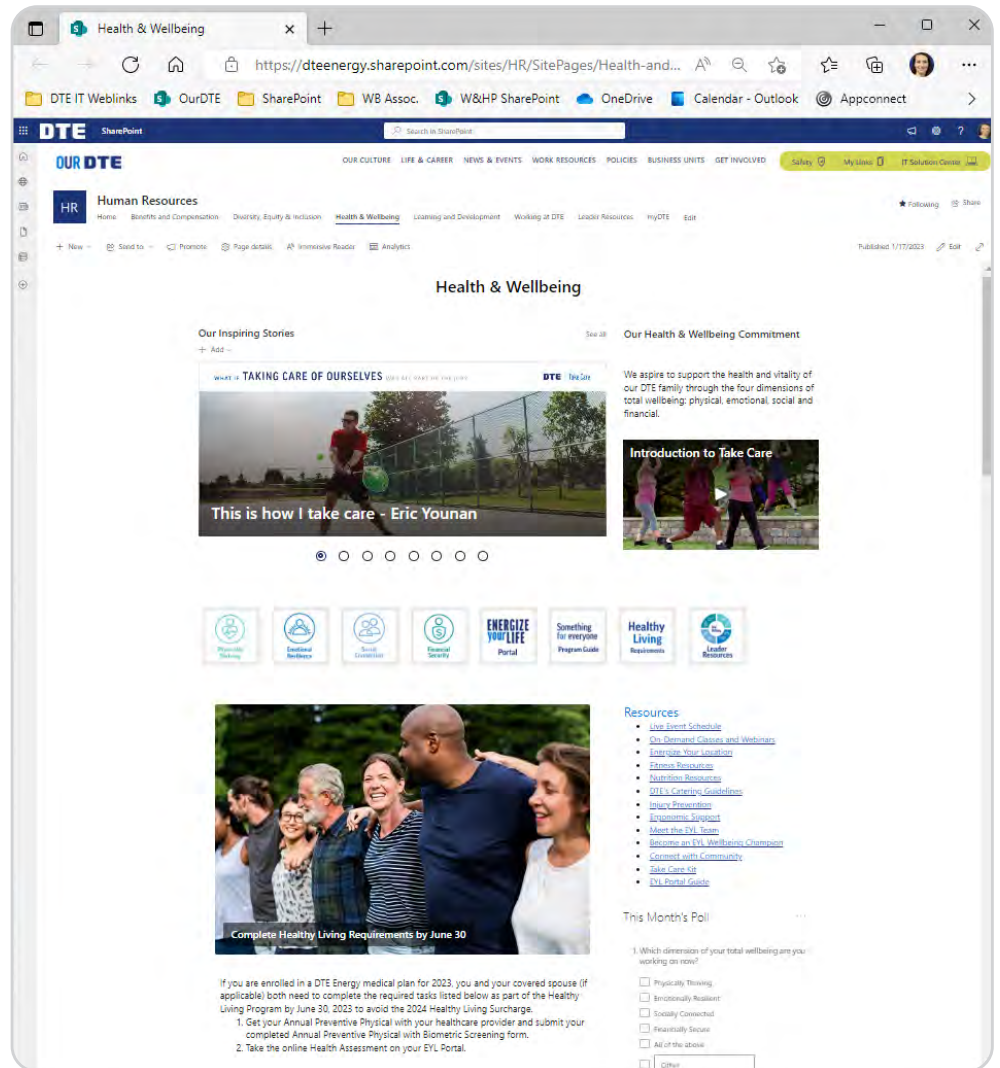 Health & Wellbeing
https://dteenergy.sharepoint.com/sites/HR/SitePages/Health-and...
DTE IT Weblinks OurDTE SharePoint WB Assoc. W&HP SharePoint OneDrive Calendar - Outlook Appconnect
DTE SharePoint Search in SharePoint
OUR DTE OUR CULTURE LIFE & CAREER NEWS & EVENTS WORK RESOURCES POLICIES BUSINESS UNITS GET INVOLVED Safety My Links IT Solution Center
HR Human Resources
Home Benefits and Compensation Diversity, Equity & Inclusion Health & Wellbeing Learning and Development Working at DTE Leader Resources myDTE Edit
Following Share
+ New Send to Promote Page details Immersive Reader Analytics Published 1/17/2023 Edit
Health & Wellbeing
Our Inspiring Stories See all
+ Add
TAKING CARE OF OURSELVES DTE Take Care
This is how I take care - Eric Younan
Our Health & Wellbeing Commitment
We aspire to support the health and vitality of
our DTE family through the four dimensions of
total wellbeing: physical, emotional, social and
financial.
Introduction to Take Care
Emotional
Resilience
Social
Financial
Security
ENERGIZE
your LIFE
Portal
Something
for everyone
Program Guide
Healthy
Living
Requirements
Leader
Resources
Complete Healthy Living Requirements by June 30
If you are enrolled in a DTE Energy medical plan for 2023, you and your covered spouse (if
applicable) both need to complete the required tasks listed below as part of the Healthy
Living Program by June 30, 2023 to avoid the 2024 Healthy Living Surcharge.
1. Get your Annual Preventive Physical with your healthcare provider and submit your
completed Annual Preventive Physical with Biometric Screening form.
2. Take the online Health Assessment on your EYL Portal.
Resources
Live Event Schedule
On-Demand Classes and Webinars
Energize Your Location
Fitness Resources
Nutrition Resources
DTE's Catering Guidelines
Injury Prevention
Ergonomic Support
Meet the EYL Team
Become an EYL Wellbeing Champion
Connect with Community
Take Care Kit
EYL Portal Guide
This Month's Poll
1. Which dimension of your total wellbeing are you
working on now?
Physically Thriving
Emotionally Resilient
Socially Connected
Financially Secure
All of the above
Other